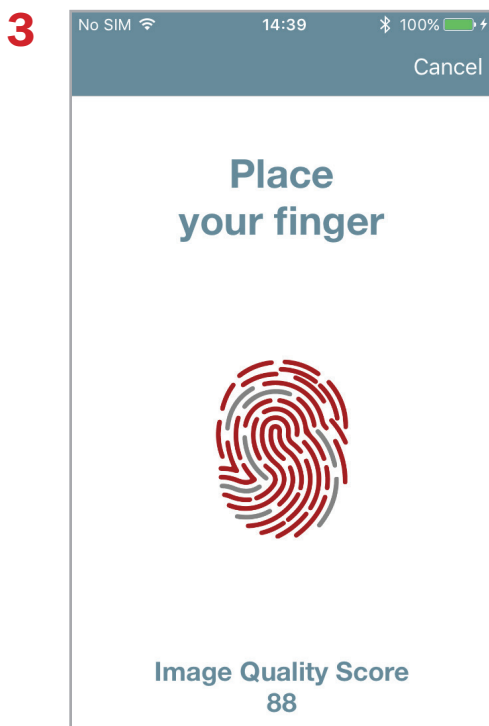 3
No SIM 14:39 100%
Cancel
Place
your finger
Image Quality Score
88